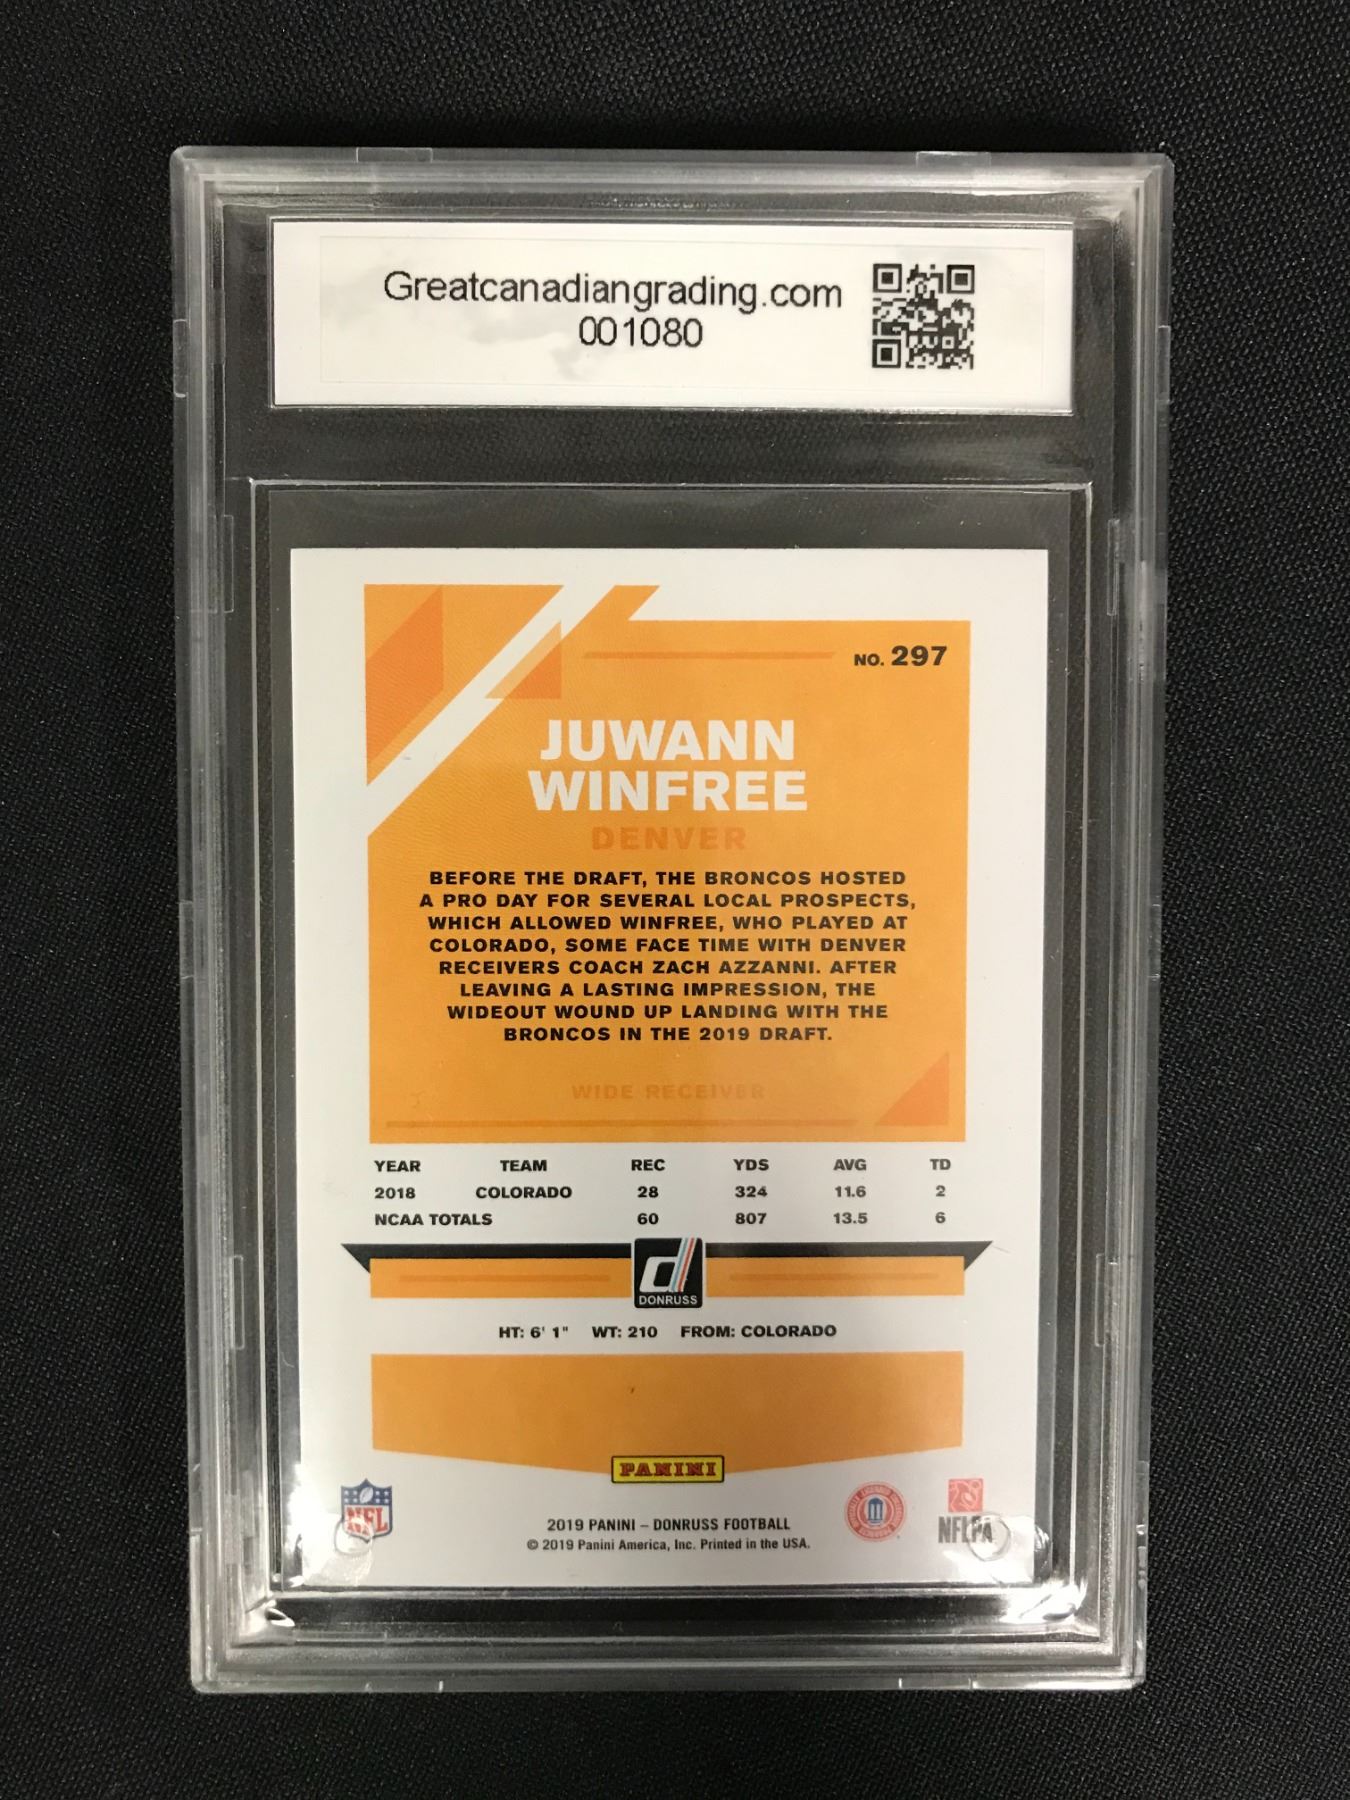 Greatcanadiangrading.com
001080
NO. 297
JUWANN
WINFREE
DENVER
BEFORE THE DRAFT, THE BRONCOS HOSTED
A PRO DAY FOR SEVERAL LOCAL PROSPECTS,
WHICH ALLOWED WINFREE, WHO PLAYED AT
COLORADO, SOME FACE TIME WITH DENVER
RECEIVERS COACH ZACH AZZANNI. AFTER
LEAVING A LASTING IMPRESSION, THE
WIDEOUT WOUND UP LANDING WITH THE
BRONCOS IN THE 2019 DRAFT.
WIDE RECEIVER
YEAR TEAM REC YDS AVG TD
2018 COLORADO 28 324 11.6 2
NCAA TOTALS 60 807 13.5 6
DONRUSS
HT: 6' 1" WT: 210 FROM: COLORADO
PANINI
NFL
NFLPA
2019 PANINI – DONRUSS FOOTBALL
© 2019 Panini America, Inc. Printed in the USA.